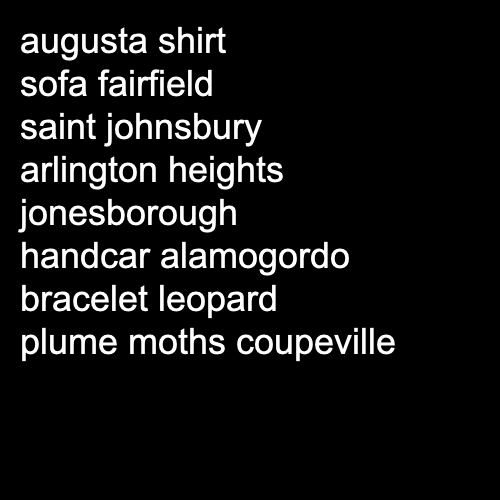 augusta shirt
sofa fairfield
saint johnsbury
arlington heights
jonesborough
handcar alamogordo
bracelet leopard
plume moths coupeville